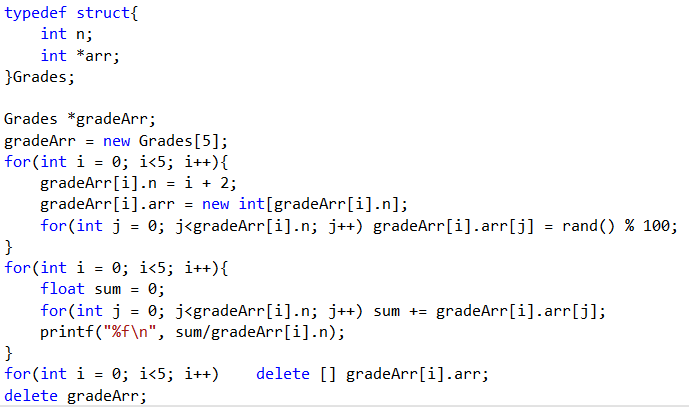 typedef struct{
    int n;
    int *arr;
}Grades;

Grades *gradeArr;
gradeArr = new Grades[5];
for(int i = 0; i<5; i++){
    gradeArr[i].n = i + 2;
    gradeArr[i].arr = new int[gradeArr[i].n];
    for(int j = 0; j<gradeArr[i].n; j++) gradeArr[i].arr[j] = rand() % 100;
}
for(int i = 0; i<5; i++){
    float sum = 0;
    for(int j = 0; j<gradeArr[i].n; j++) sum += gradeArr[i].arr[j];
    printf("%f\n", sum/gradeArr[i].n);
}
for(int i = 0; i<5; i++)    delete [] gradeArr[i].arr;
delete gradeArr;